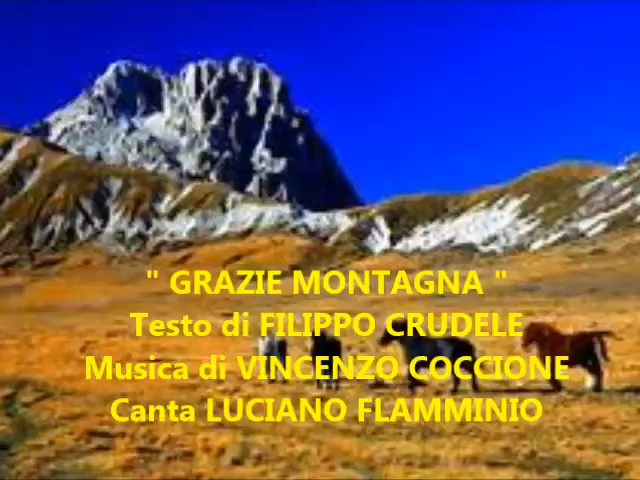 " GRAZIE MONTAGNA "
Testo di FILIPPO CRUDELE
Musica di VINCENZO COCCIONE
Canta LUCIANO FLAMMINIO